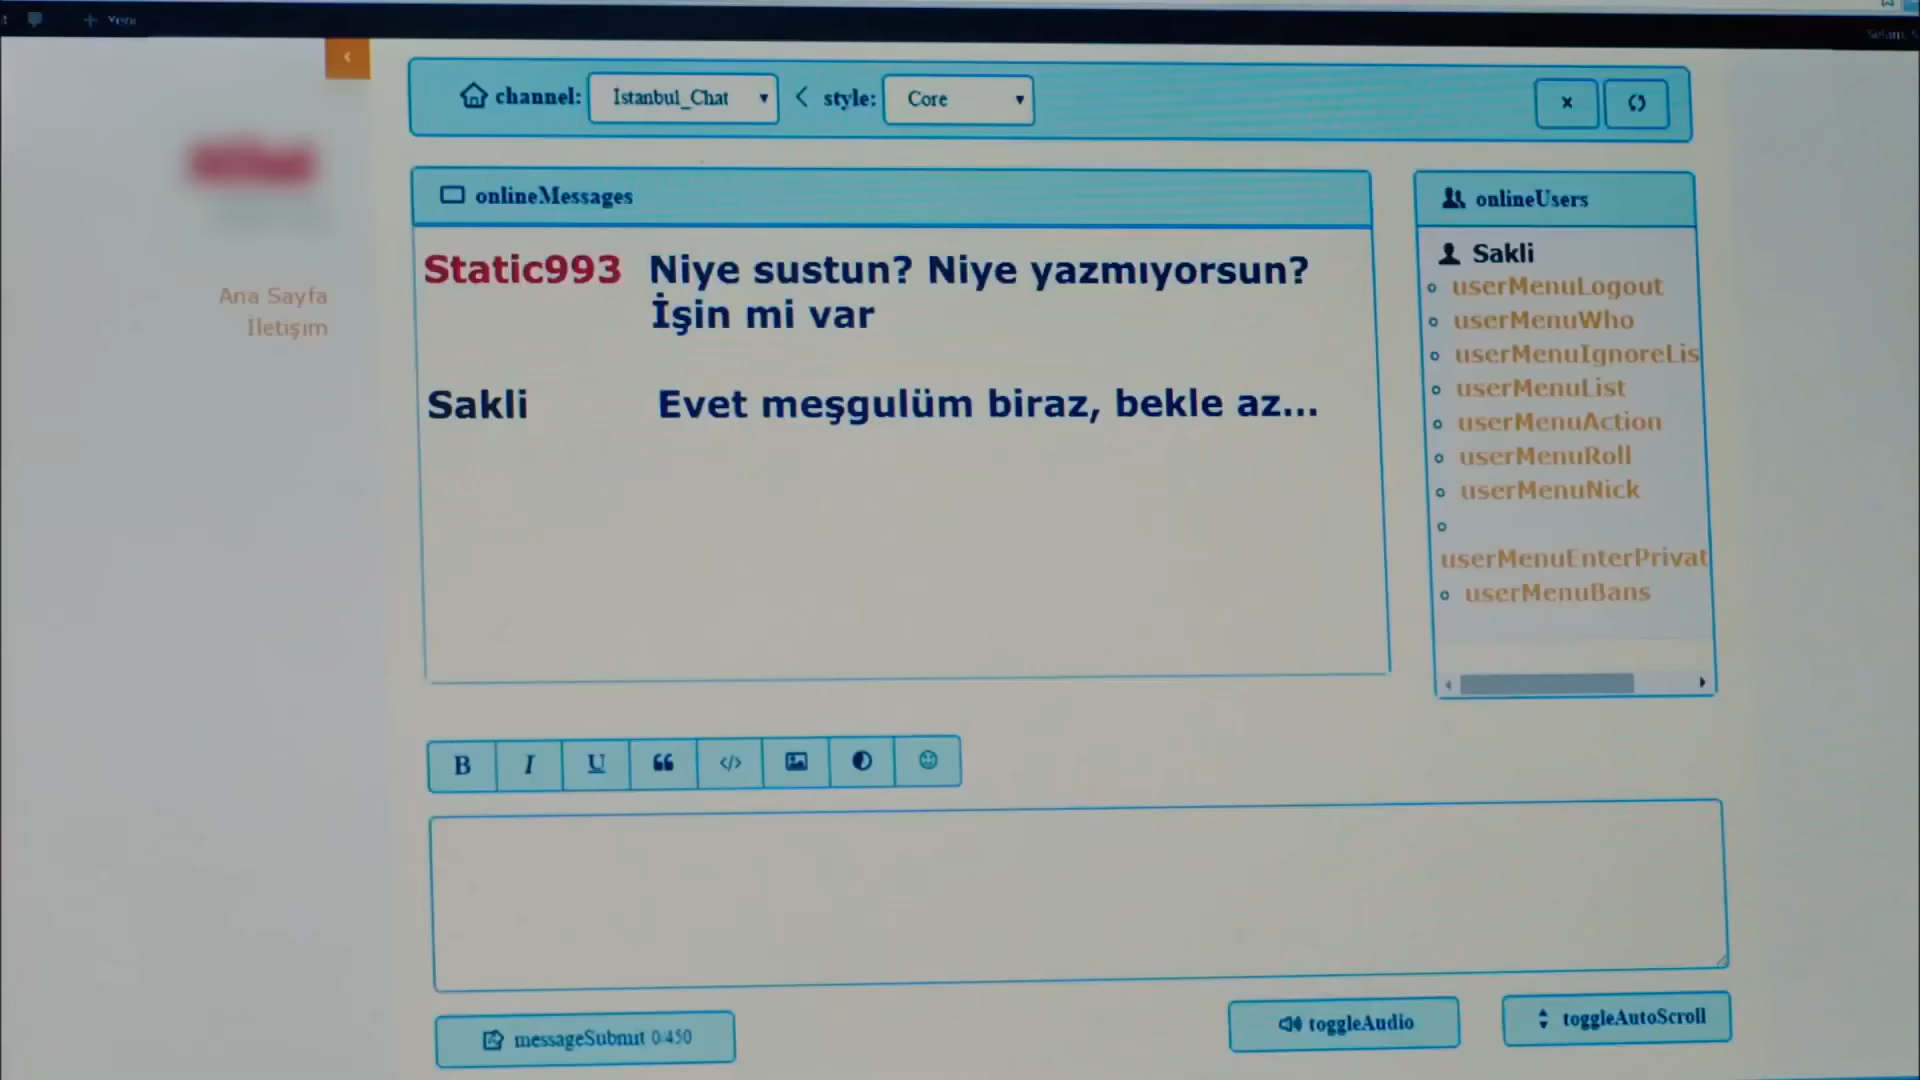 Yeni
Selam,
channel: Istanbul_Chat style: Core
onlineMessages
onlineUsers
Static993 Niye sustun? Niye yazmıyorsun?
İşin mi var
Sakli Evet meşgulüm biraz, bekle az...
Ana Sayfa
İletişim
Sakli
userMenuLogout
userMenuWho
userMenuIgnoreLis
userMenuList
userMenuAction
userMenuRoll
userMenuNick
userMenuEnterPrivat
userMenuBans
B I U
messageSubmit 0/450
toggleAudio
toggleAutoScroll